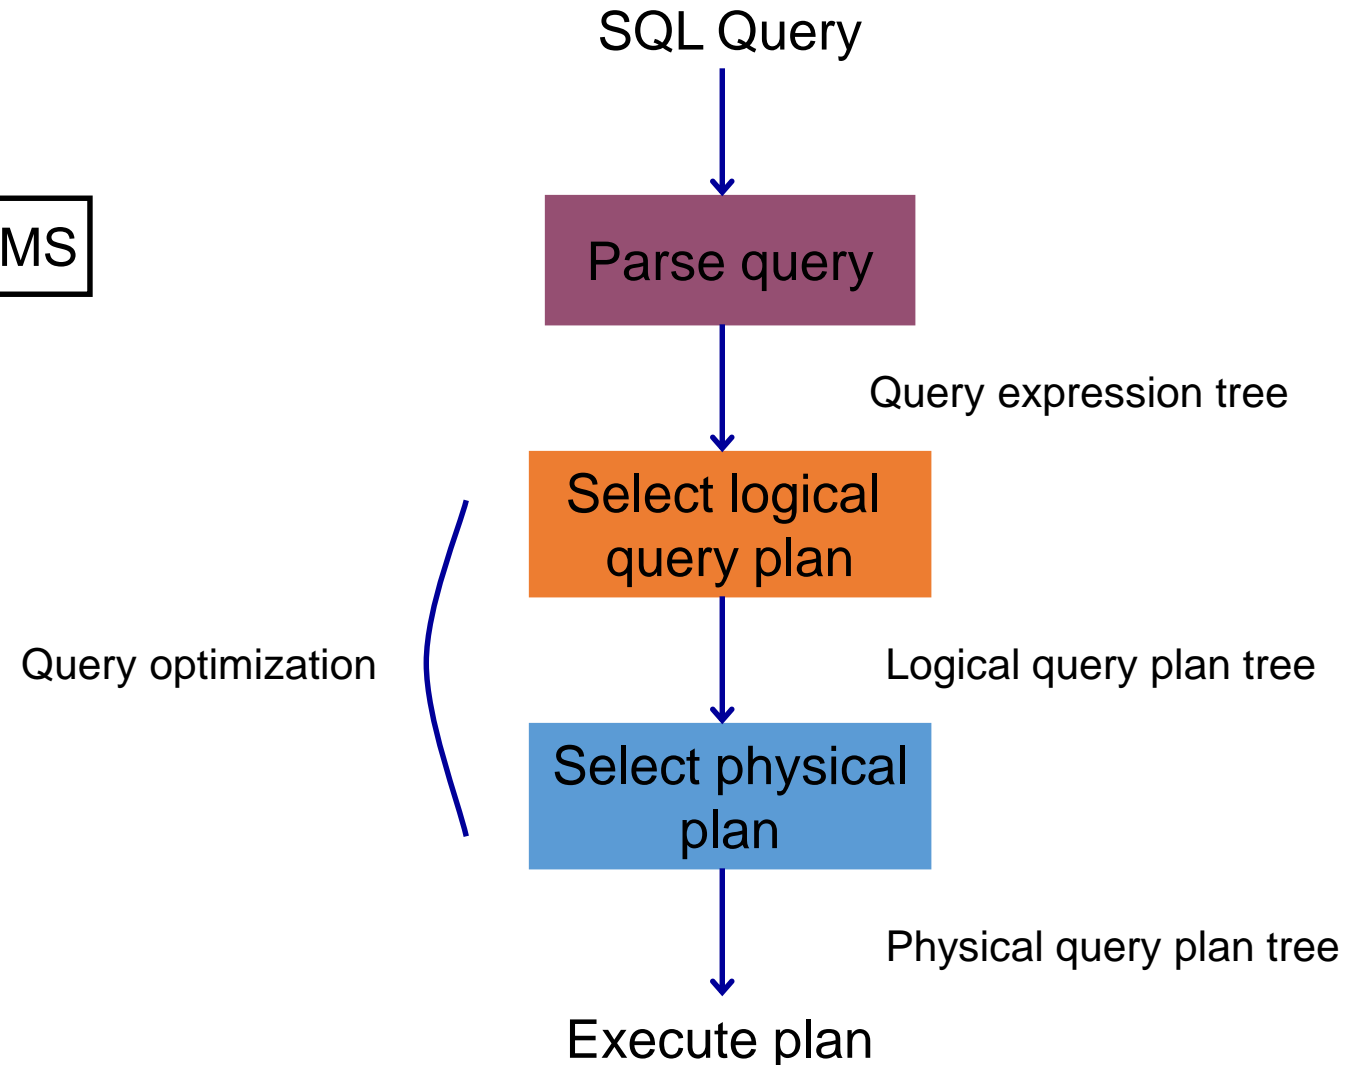 SQL Query
MS
Parse query
Query expression tree
Select logical
query plan
Query optimization
Logical query plan tree
Select physical
plan
Physical query plan tree
Execute plan